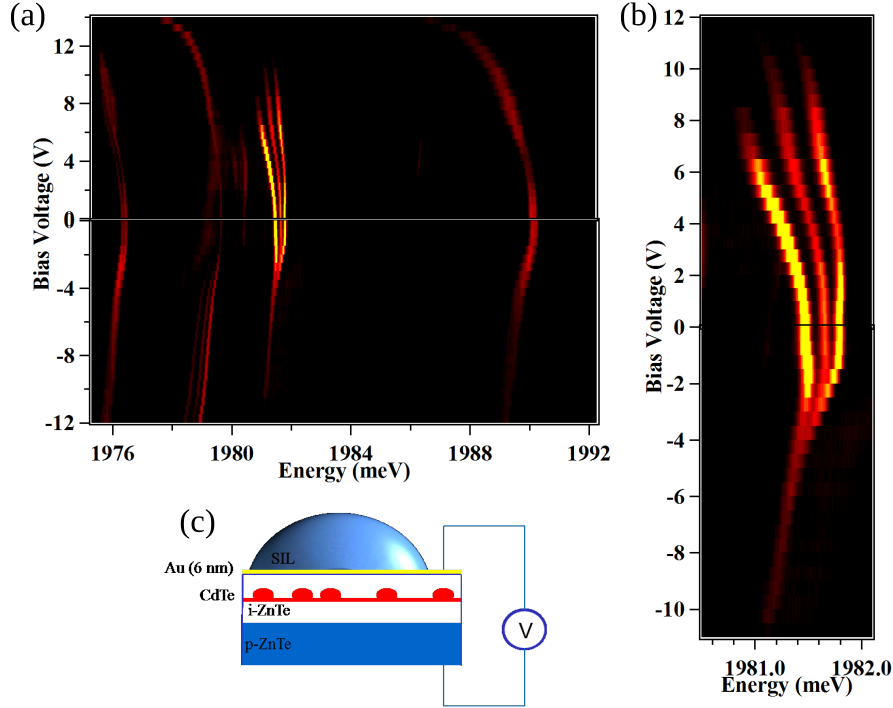 (a)
12
8
4
0
-4
-8
-12
Bias Voltage (V)
1976
1980
1984
1988
1992
Energy (meV)
(b)
12
10
8
6
4
2
0
-2
-4
-6
-8
-10
Bias Voltage (V)
1981.0
1982.0
Energy (meV)
(c)
SIL
Au (6 nm)
CdTe
i-ZnTe
p-ZnTe
V